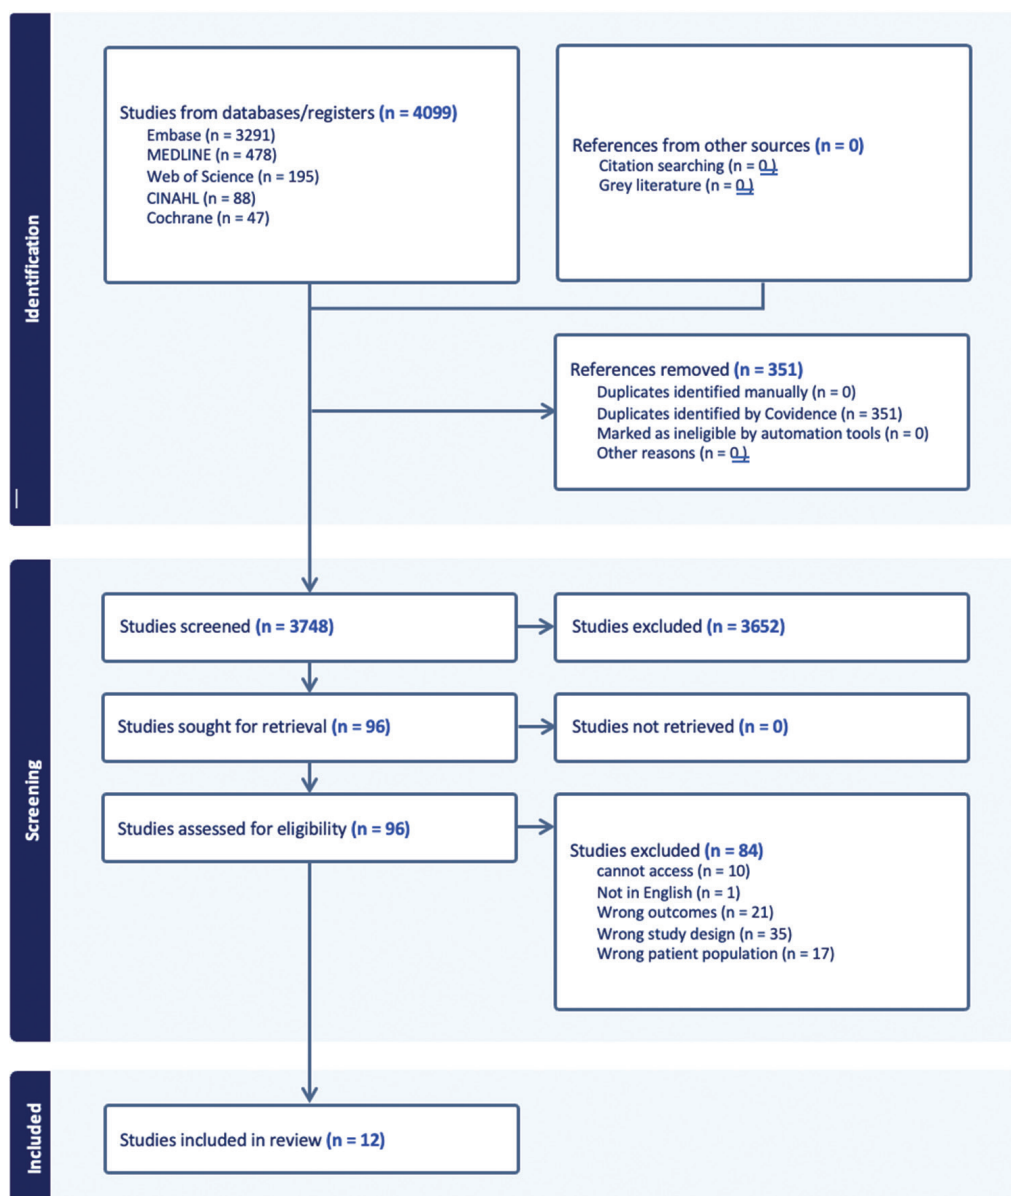 Identification
Studies from databases/registers (n = 4099)
Embase (n = 3291)
MEDLINE (n = 478)
Web of Science (n = 195)
CINAHL (n = 88)
Cochrane (n = 47)
References from other sources (n = 0)
Citation searching (n = 0 )
Grey literature (n = 0 )
References removed (n = 351)
Duplicates identified manually (n = 0)
Duplicates identified by Covidence (n = 351)
Marked as ineligible by automation tools (n = 0)
Other reasons (n = 0 )
Screening
Studies screened (n = 3748)
Studies excluded (n = 3652)
Studies sought for retrieval (n = 96)
Studies not retrieved (n = 0)
Studies assessed for eligibility (n = 96)
Studies excluded (n = 84)
cannot access (n = 10)
Not in English (n = 1)
Wrong outcomes (n = 21)
Wrong study design (n = 35)
Wrong patient population (n = 17)
Included
Studies included in review (n = 12)